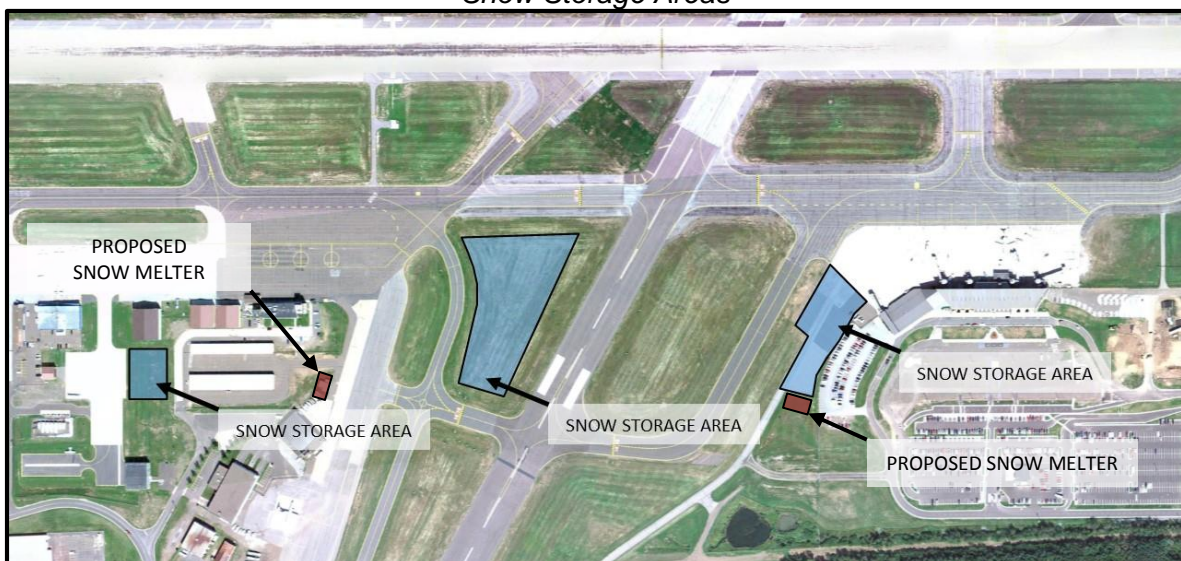 Snow Storage Areas
PROPOSED
SNOW MELTER
SNOW STORAGE AREA
SNOW STORAGE AREA
SNOW STORAGE AREA
PROPOSED SNOW MELTER